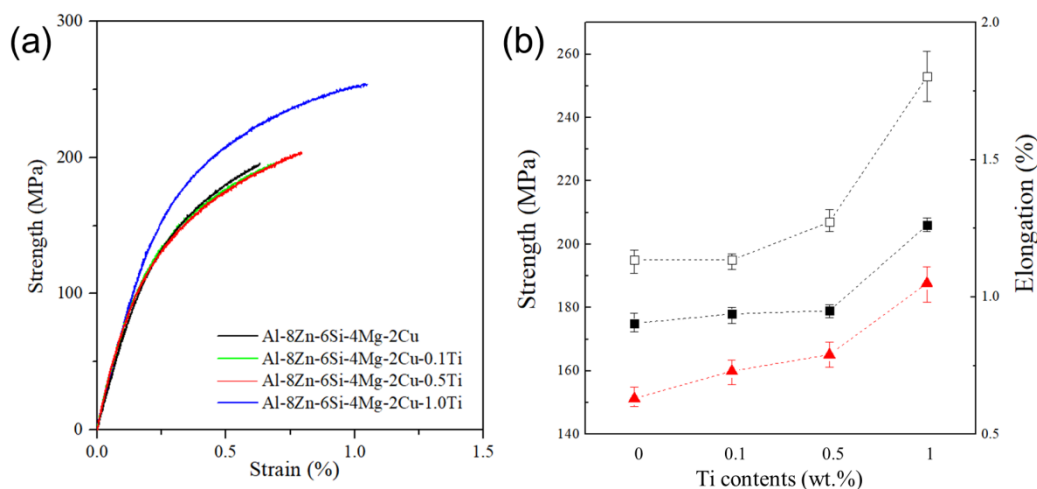 (a)
300
200
100
0
Strength (MPa)
0.0
0.5
1.0
1.5
Strain (%)
Al-8Zn-6Si-4Mg-2Cu
Al-8Zn-6Si-4Mg-2Cu-0.1Ti
Al-8Zn-6Si-4Mg-2Cu-0.5Ti
Al-8Zn-6Si-4Mg-2Cu-1.0Ti
(b)
260
240
220
200
180
160
140
Strength (MPa)
0
0.1
0.5
1
Ti contents (wt.%)
2.0
1.5
1.0
0.5
Elongation (%)